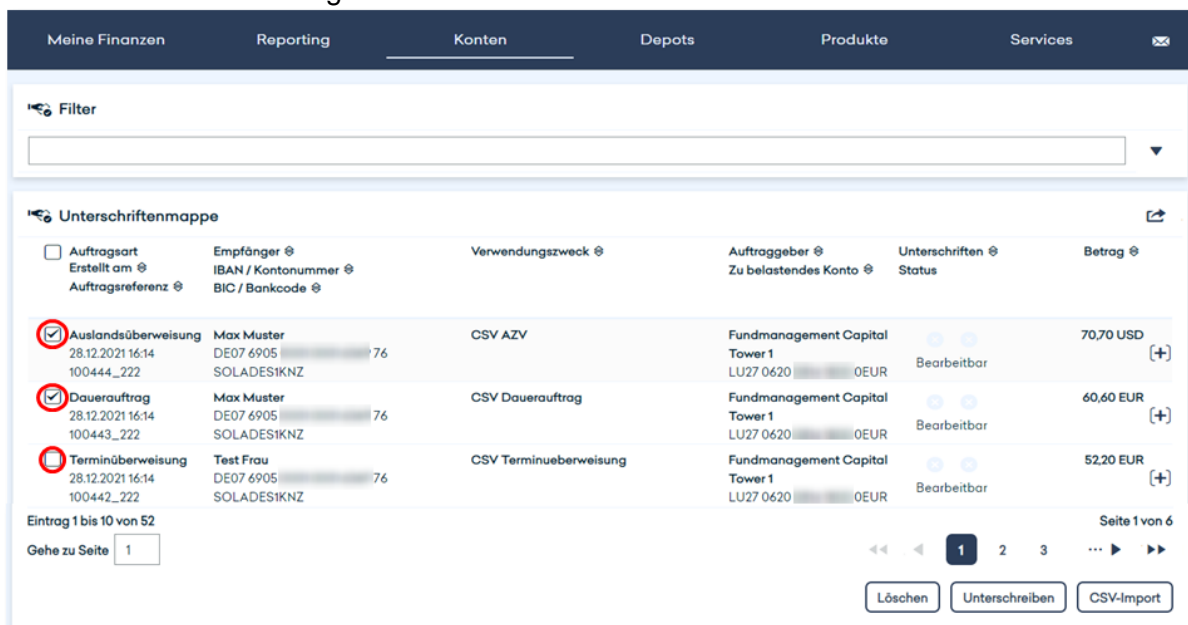 Meine Finanzen Reporting Konten Depots Produkte Services
Filter
Unterschriftenmappe
Auftragsart Empfänger Verwendungszweck Auftraggeber Unterschriften Betrag
Erstellt am IBAN / Kontonummer Zu belastendes Konto Status
Auftragsreferenz BIC / Bankcode
Auslandsüberweisung Max Muster CSV AZV Fundmanagement Capital 70,70 USD
28.12.2021 16:14 DE07 6905 76 Tower 1 Bearbeitbar [+]
100444_222 SOLADES1KNZ LU27 0620 0EUR
Dauerauftrag Max Muster CSV Dauerauftrag Fundmanagement Capital 60,60 EUR
28.12.2021 16:14 DE07 6905 76 Tower 1 Bearbeitbar [+]
100443_222 SOLADES1KNZ LU27 0620 0EUR
Terminüberweisung Test Frau CSV Terminueberweisung Fundmanagement Capital 52,20 EUR
28.12.2021 16:14 DE07 6905 76 Tower 1 Bearbeitbar [+]
100442_222 SOLADES1KNZ LU27 0620 0EUR
Eintrag 1 bis 10 von 52 Seite 1 von 6
Gehe zu Seite 1 1 2 3 ...
Löschen Unterschreiben CSV-Import